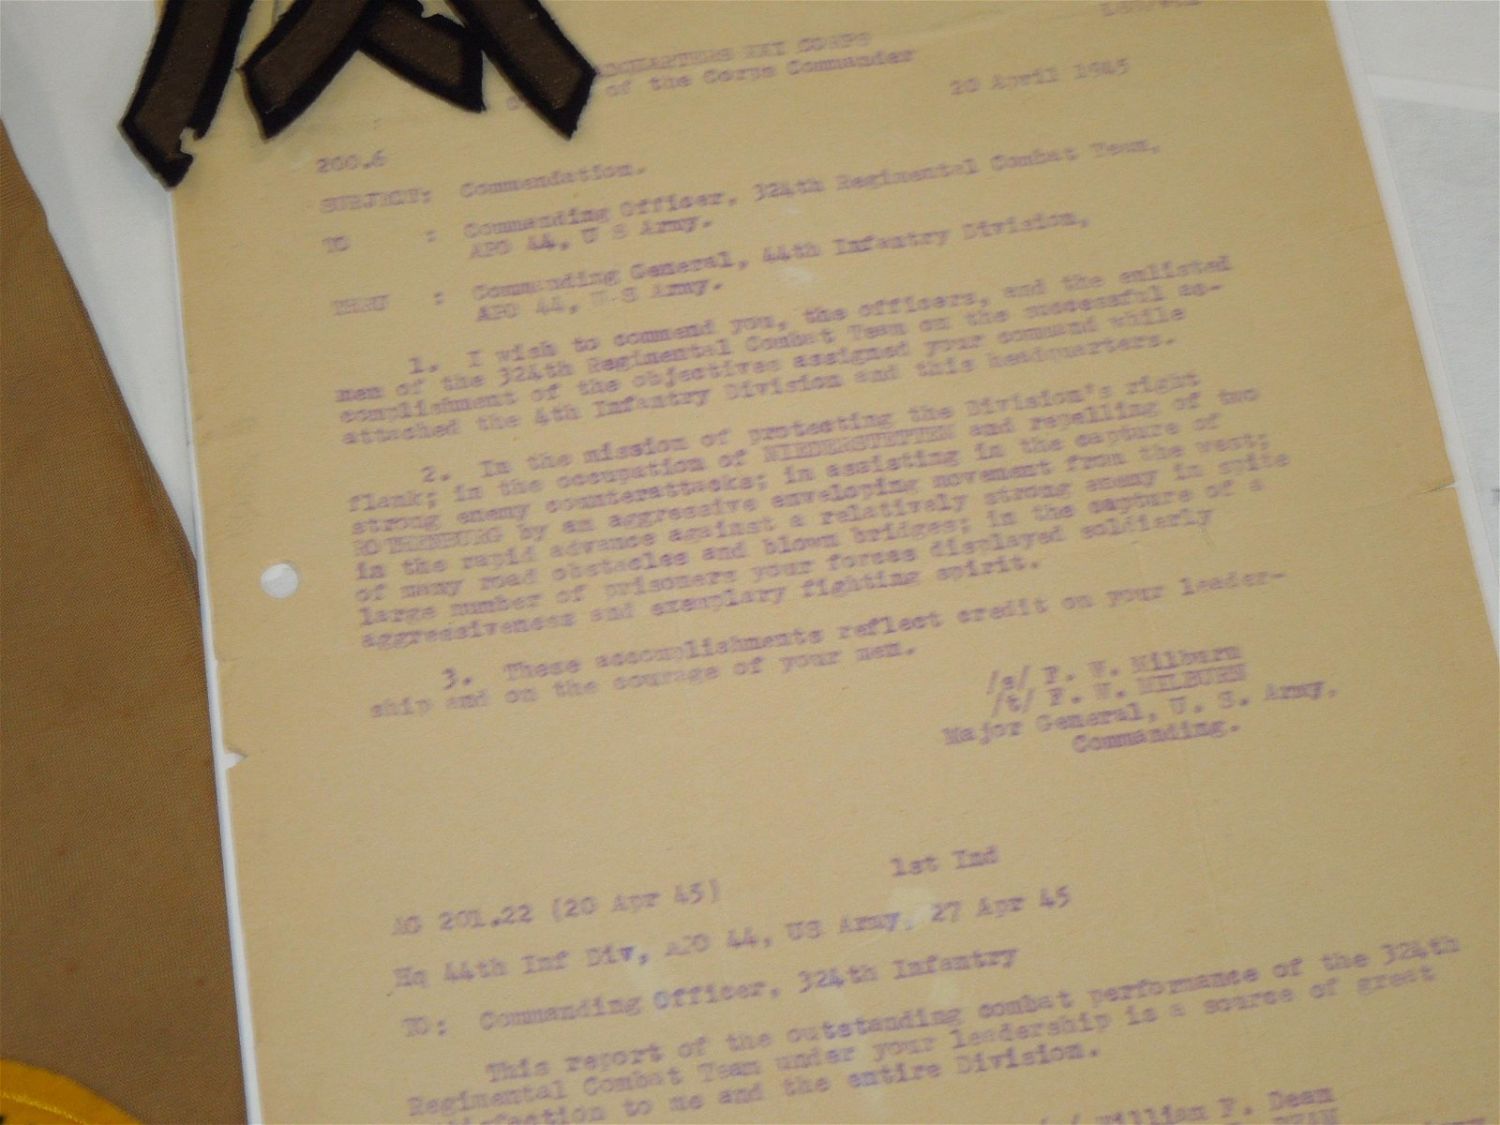 HEADQUARTERS XXI CORPS
of the Corps Commander
20 April 1945
200.6
SUBJECT: Commendation.
TO : Commanding Officer, 324th Regimental Combat Team,
APO 44, U S Army.
THRU : Commanding General, 44th Infantry Division,
APO 44, U S Army.
1. I wish to commend you, the officers, and the enlisted
men of the 324th Regimental Combat Team on the successful ac-
complishment of the objectives assigned your command while
attached the 4th Infantry Division and this headquarters.
2. In the mission of protecting the Division's right
flank; in the occupation of NIEDERSTETTEN and repelling of two
strong enemy counterattacks; in assisting in the capture of
ROTHENBURG by an aggressive enveloping movement from the west;
in the rapid advance against a relatively strong enemy in spite
of many road obstacles and blown bridges; in the capture of a
large number of prisoners your forces displayed soldierly
aggressiveness and exemplary fighting spirit.
3. These accomplishments reflect credit on your leader-
ship and on the courage of your men.
/s/ F. W. Milburn
/t/ F. W. MILBURN
Major General, U. S. Army,
Commanding.
1st Ind
AG 201.22 (20 Apr 45)
Hq 44th Inf Div, APO 44, US Army, 27 Apr 45
TO: Commanding Officer, 324th Infantry
This report of the outstanding combat performance of the 324th
Regimental Combat Team under your leadership is a source of great
to me and the entire Division.
William F. Dean
DEAN